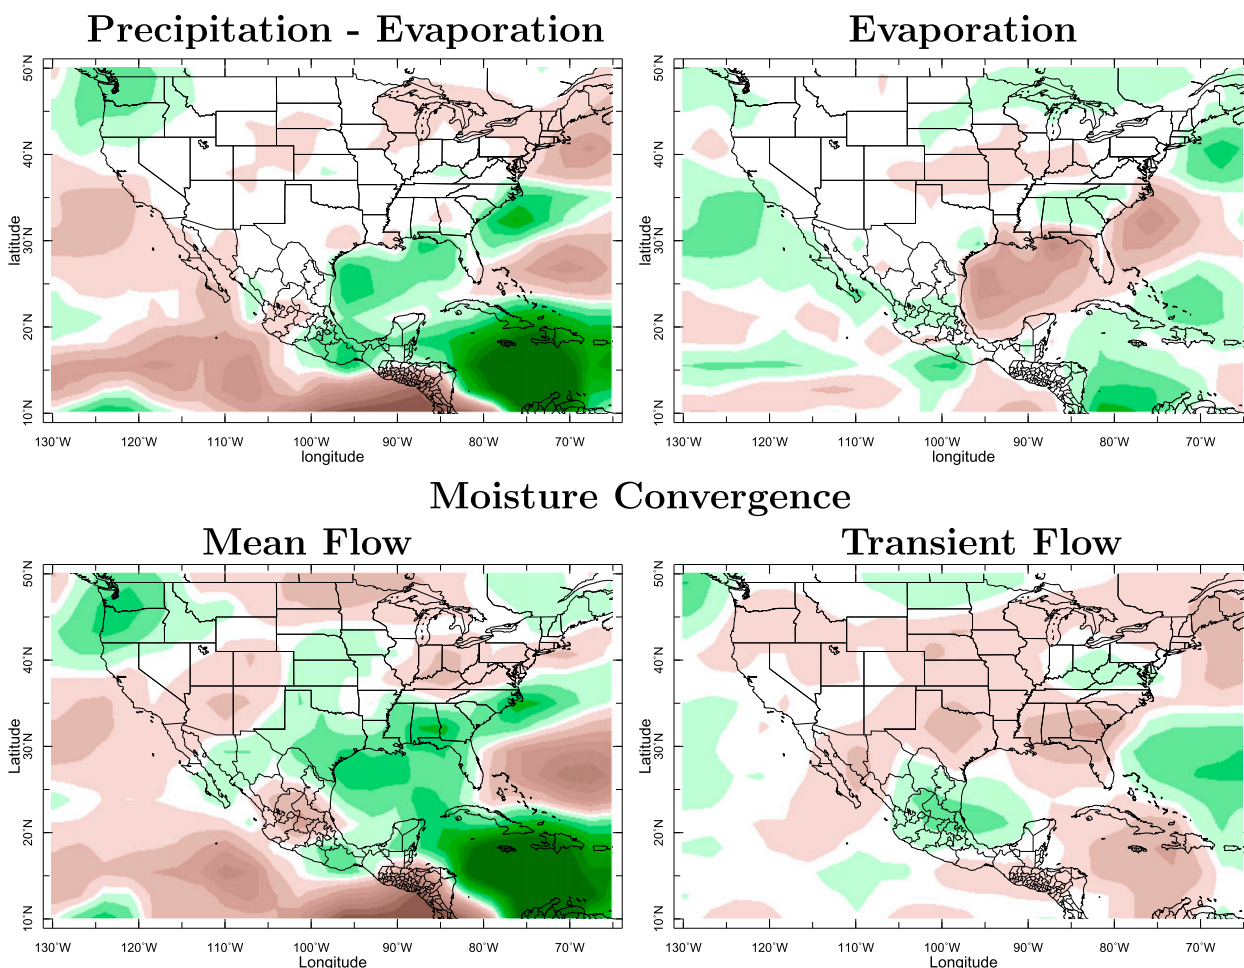 Precipitation - Evaporation
Evaporation
50°N
40°N
30°N
20°N
10°N
latitude
130°W 120°W 110°W 100°W 90°W 80°W 70°W
longitude
50°N
40°N
30°N
20°N
10°N
latitude
130°W 120°W 110°W 100°W 90°W 80°W 70°W
longitude
Moisture Convergence
Mean Flow
Transient Flow
50°N
40°N
30°N
20°N
10°N
Latitude
130°W 120°W 110°W 100°W 90°W 80°W 70°W
Longitude
50°N
40°N
30°N
20°N
10°N
Latitude
130°W 120°W 110°W 100°W 90°W 80°W 70°W
Longitude